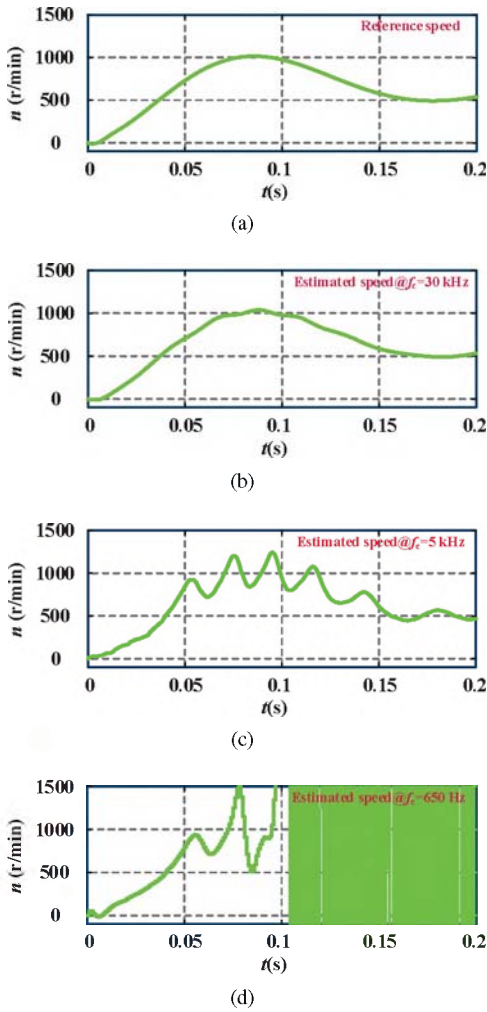 1500
Reference speed
1000
n (r/min)
500
0
0 0.05 0.1 0.15 0.2
t(s)
(a)
1500
Estimated speed@fc=30 kHz
1000
n (r/min)
500
0
0 0.05 0.1 0.15 0.2
t(s)
(b)
1500
Estimated speed@fc=5 kHz
1000
n (r/min)
500
0
0 0.05 0.1 0.15 0.2
t(s)
(c)
1500
Estimated speed@fc=650 Hz
1000
n (r/min)
500
0
0 0.05 0.1 0.15 0.2
t(s)
(d)